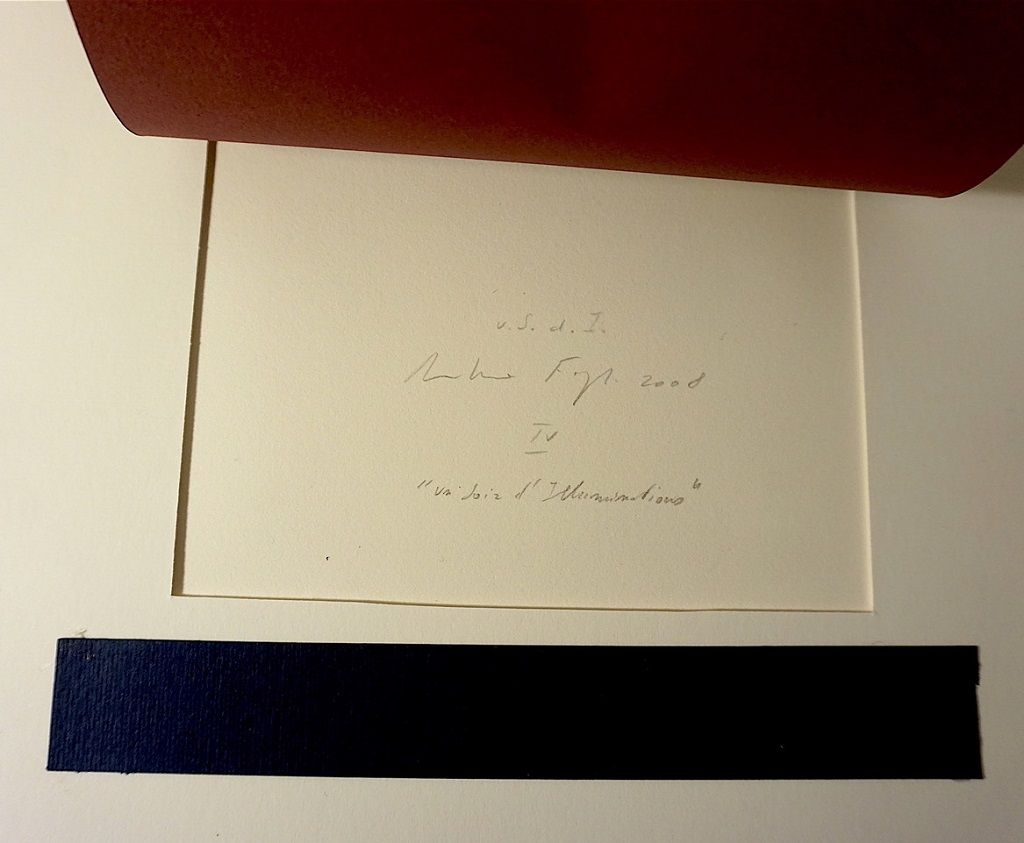 v. S. d. I.
2008
IV
"un soir d'Illuminations"